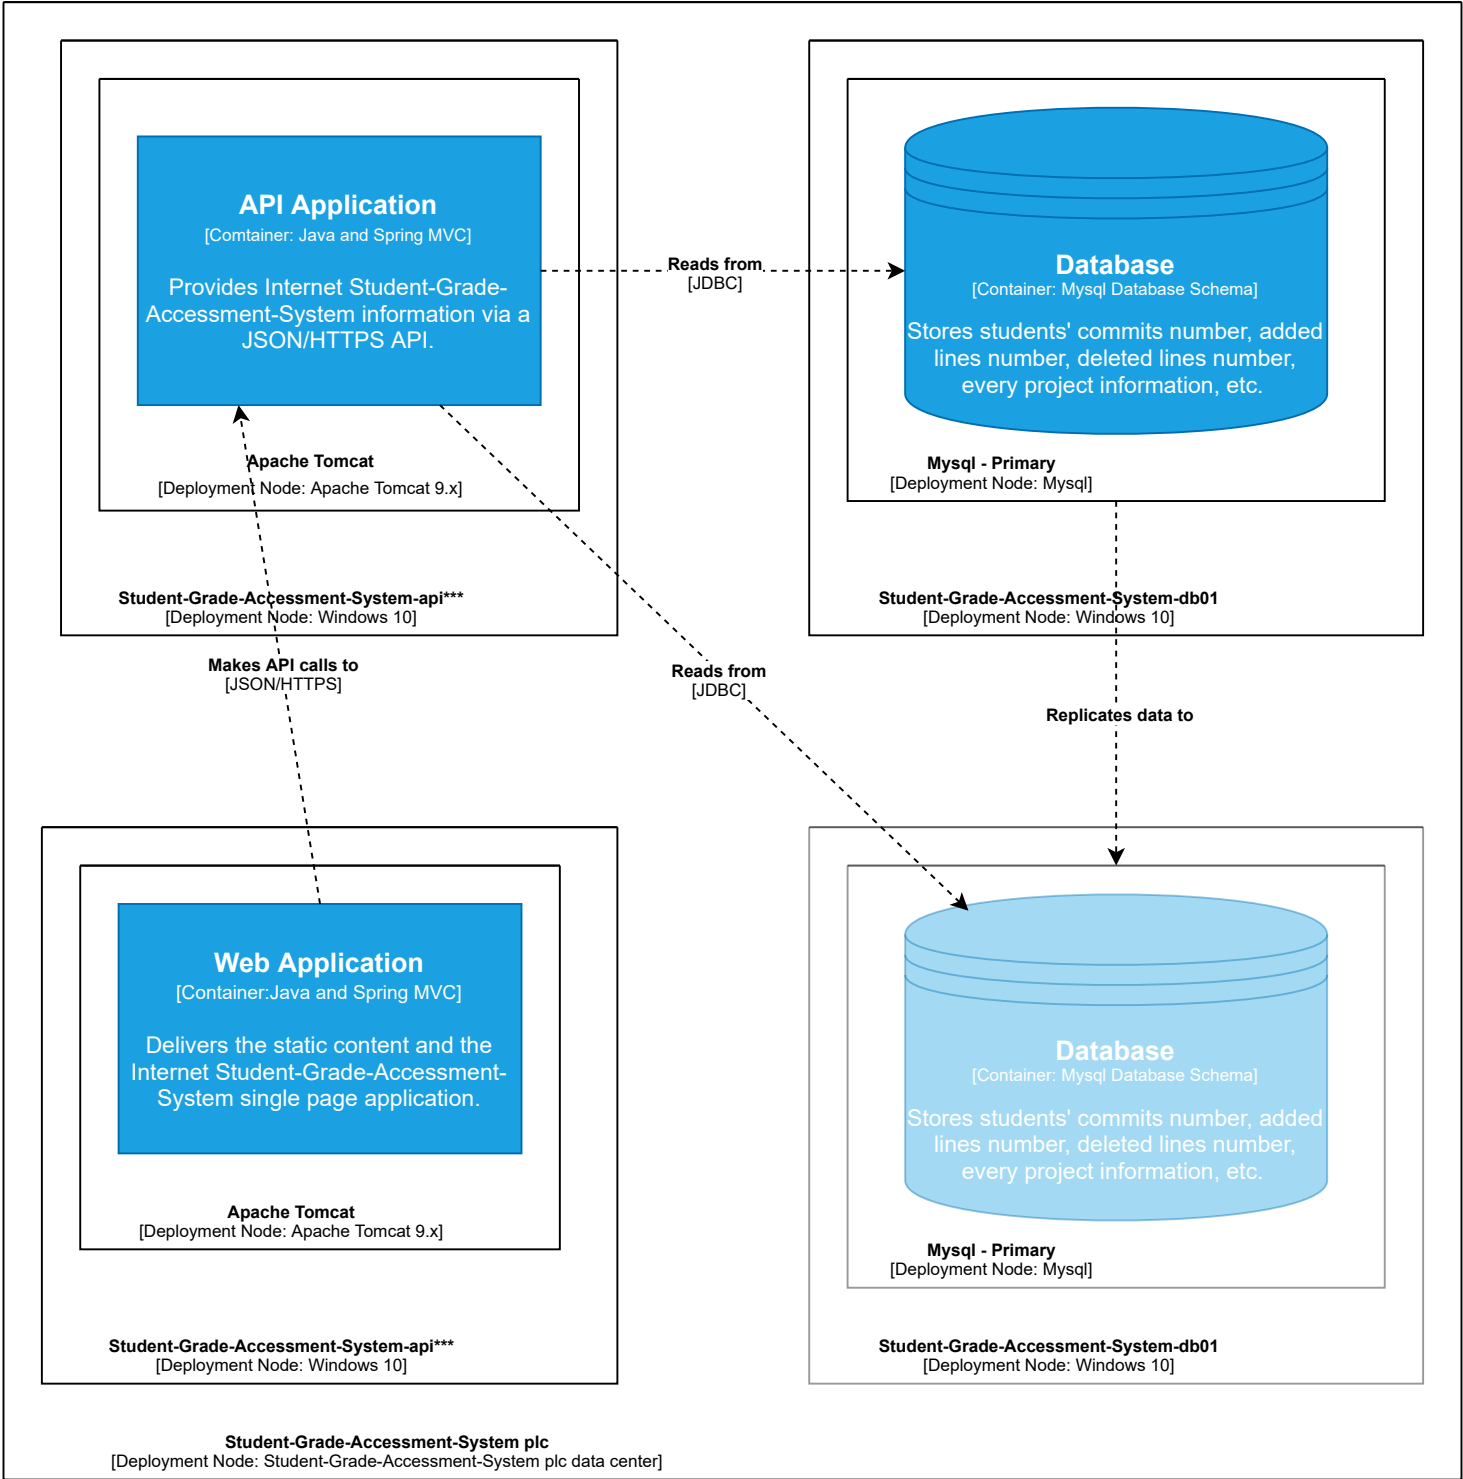 API Application
[Comtainer: Java and Spring MVC]
Provides Internet Student-Grade-
Accessment-System information via a
JSON/HTTPS API.
Apache Tomcat
[Deployment Node: Apache Tomcat 9.x]
Student-Grade-Accessment-System-api***
[Deployment Node: Windows 10]
Reads from
[JDBC]
Database
[Container: Mysql Database Schema]
Stores students' commits number, added
lines number, deleted lines number,
every project information, etc.
Mysql - Primary
[Deployment Node: Mysql]
Student-Grade-Accessment-System-db01
[Deployment Node: Windows 10]
Makes API calls to
[JSON/HTTPS]
Reads from
[JDBC]
Replicates data to
Web Application
[Container:Java and Spring MVC]
Delivers the static content and the
Internet Student-Grade-Accessment-
System single page application.
Apache Tomcat
[Deployment Node: Apache Tomcat 9.x]
Student-Grade-Accessment-System-api***
[Deployment Node: Windows 10]
Database
[Container: Mysql Database Schema]
Stores students' commits number, added
lines number, deleted lines number,
every project information, etc.
Mysql - Primary
[Deployment Node: Mysql]
Student-Grade-Accessment-System-db01
[Deployment Node: Windows 10]
Student-Grade-Accessment-System plc
[Deployment Node: Student-Grade-Accessment-System plc data center]